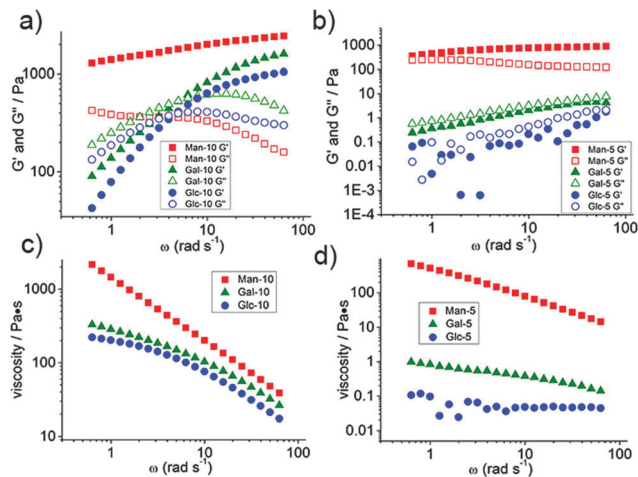 a)
G' and G'' / Pa
1000
100
Man-10 G'
Man-10 G''
Gal-10 G'
Gal-10 G''
Glc-10 G'
Glc-10 G''
1
10
100
ω (rad s⁻¹)
b)
G' and G'' / Pa
10000
1000
100
10
1
0.1
0.01
1E-3
1E-4
Man-5 G'
Man-5 G''
Gal-5 G'
Gal-5 G''
Glc-5 G'
Glc-5 G''
1
10
100
ω (rad s⁻¹)
c)
viscosity / Pa•s
1000
100
10
Man-10
Gal-10
Glc-10
1
10
100
ω (rad s⁻¹)
d)
viscosity / Pa•s
100
10
1
0.1
0.01
Man-5
Gal-5
Glc-5
1
10
100
ω (rad s⁻¹)